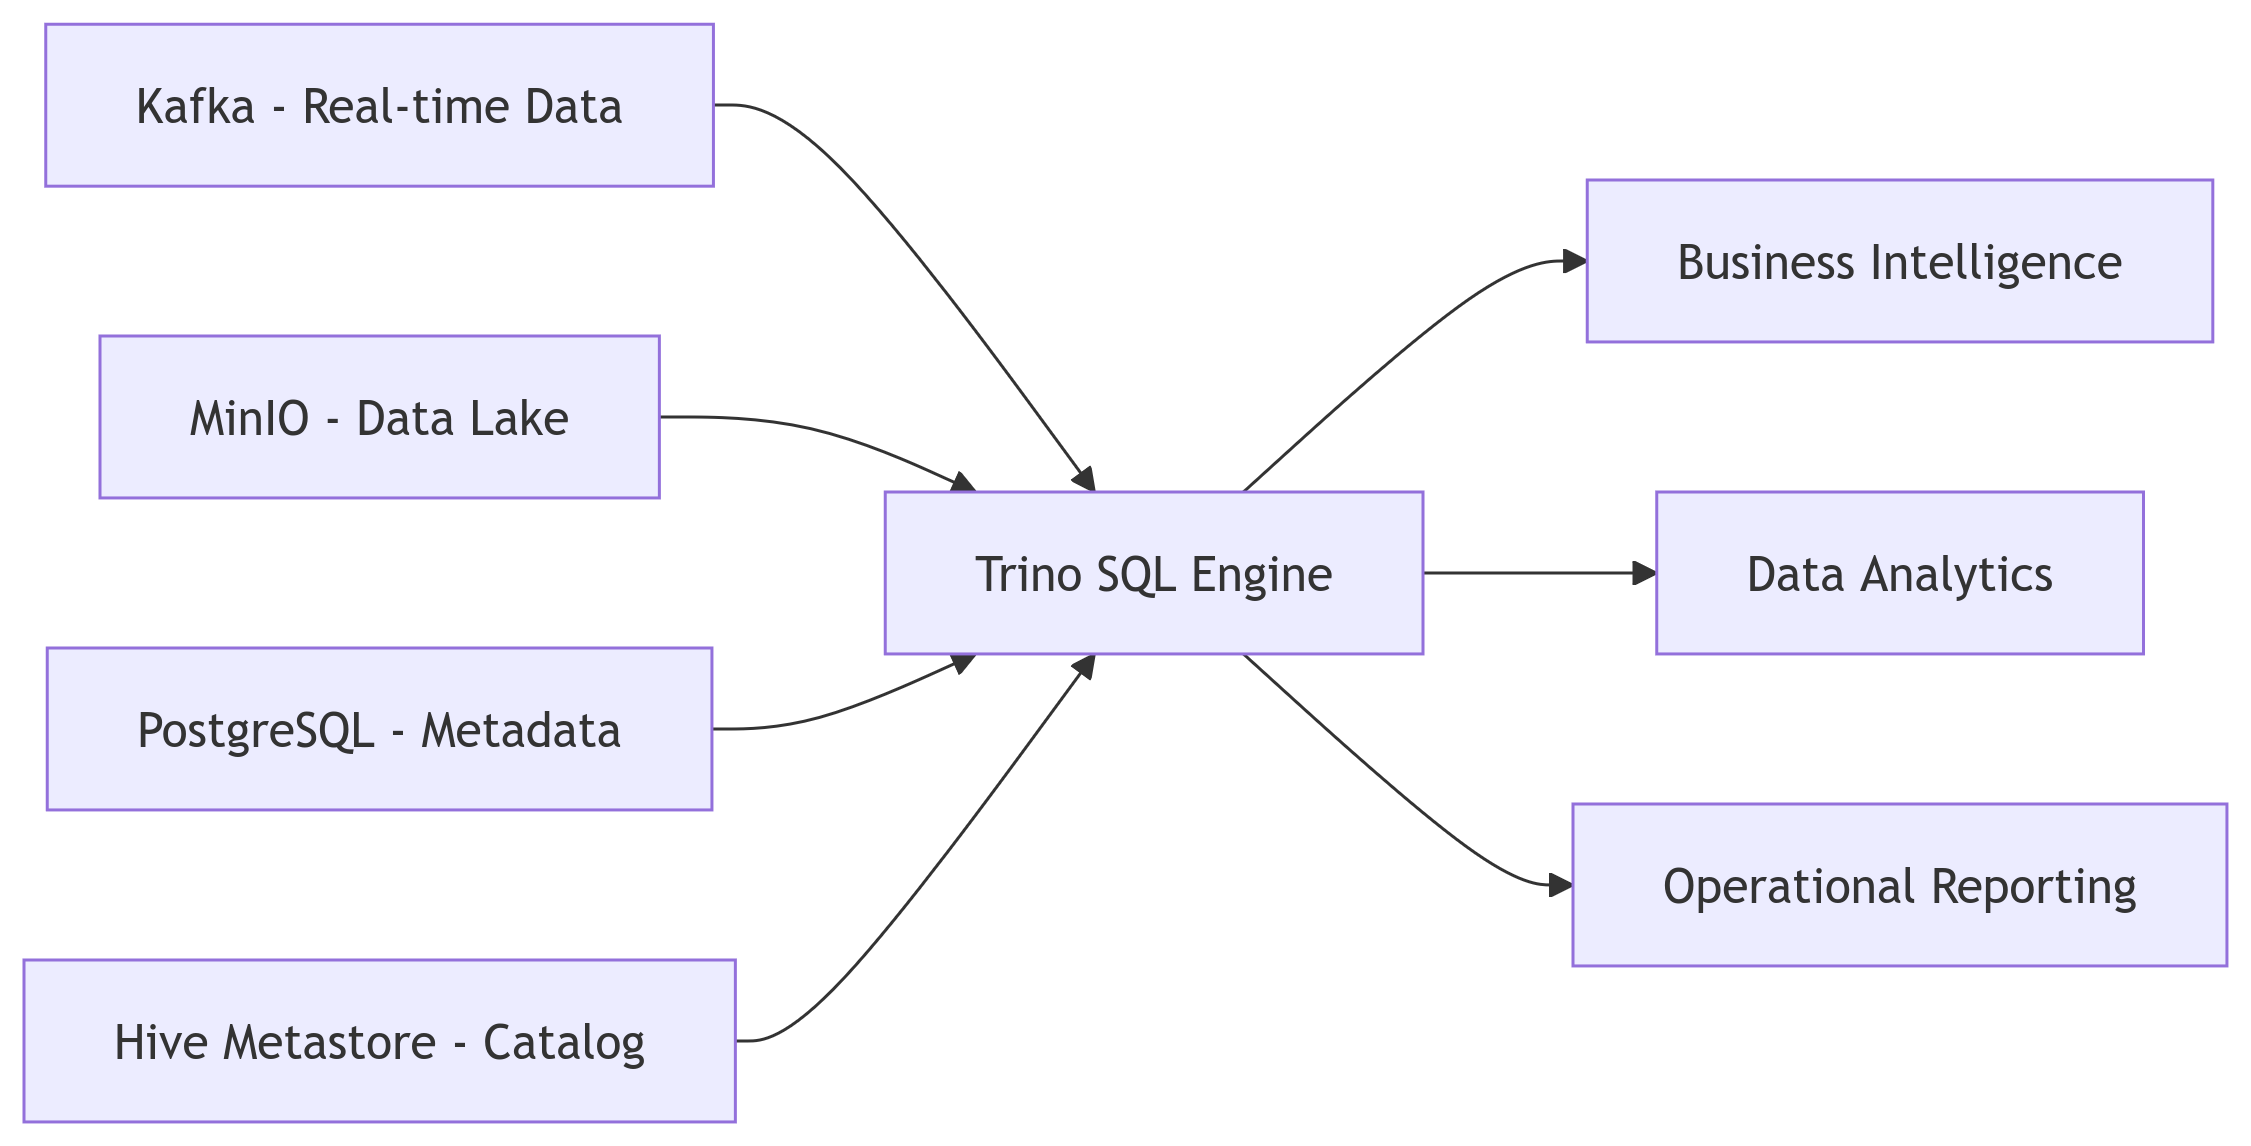 Kafka - Real-time Data
MinIO - Data Lake
PostgreSQL - Metadata
Hive Metastore - Catalog
Trino SQL Engine
Business Intelligence
Data Analytics
Operational Reporting